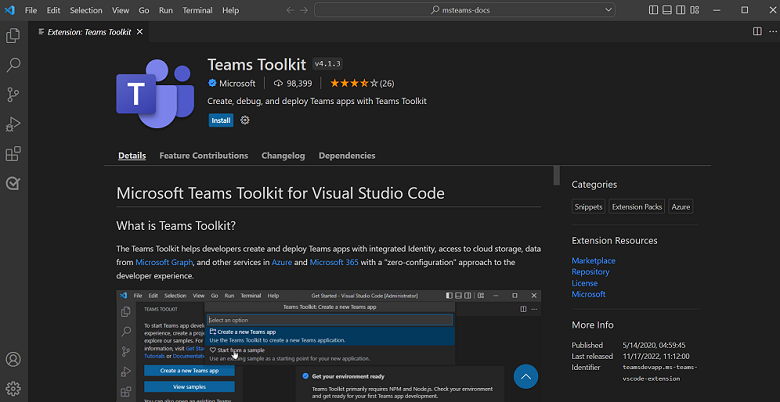 File Edit Selection View Go Run Terminal Help
msteams-docs
Extension: Teams Toolkit
T
Teams Toolkit v4.1.3
Microsoft 98,399 (26)
Create, debug, and deploy Teams apps with Teams Toolkit
Install
Details Feature Contributions Changelog Dependencies
Microsoft Teams Toolkit for Visual Studio Code
What is Teams Toolkit?
The Teams Toolkit helps developers create and deploy Teams apps with integrated Identity, access to cloud storage, data
from Microsoft Graph, and other services in Azure and Microsoft 365 with a "zero-configuration" approach to the
developer experience.
File Edit Selection View Go Run Terminal Help Get Started - Visual Studio Code [Administrator]
TEAMS TOOLKIT
Teams Toolkit: Create a new Teams app
Select an option
Create a new Teams app
Use the Teams Toolkit to create a new Teams application.
Start from a sample
Use an existing sample as a starting point for your new application.
To start Teams app deve
experience, create a proj
explore our samples. For
information, visit Get Sta
Tutorials or Documentatio
Create a new Teams app
View samples
You can also open an existing Teams
Get your environment ready
Teams Toolkit primarily requires NPM and Node.js. Check your environment
and get ready for your first Teams app development.
Categories
Snippets Extension Packs Azure
Extension Resources
Marketplace
Repository
License
Microsoft
More Info
Published 5/14/2020, 04:59:45
Last released 11/17/2022, 11:12:00
Identifier teamsdevapp.ms-teams-
vscode-extension